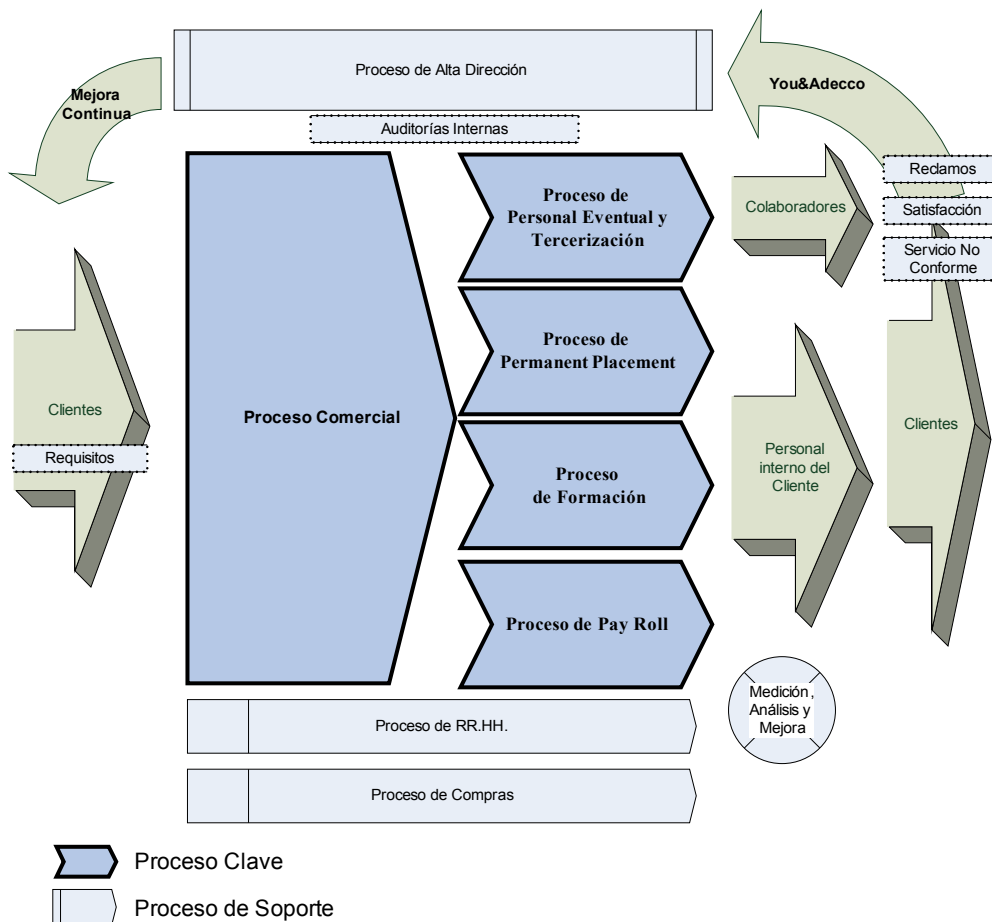 Proceso de Alta Dirección
Mejora
Continua
You&Adecco
Auditorías Internas
Reclamos
Satisfacción
Servicio No
Conforme
Proceso de
Personal Eventual y
Tercerización
Colaboradores
Proceso de
Permanent Placement
Clientes
Requisitos
Proceso Comercial
Proceso
de Formación
Personal
interno del
Cliente
Clientes
Proceso de Pay Roll
Medición,
Análisis y
Mejora
Proceso de RR.HH.
Proceso de Compras
Proceso Clave
Proceso de Soporte